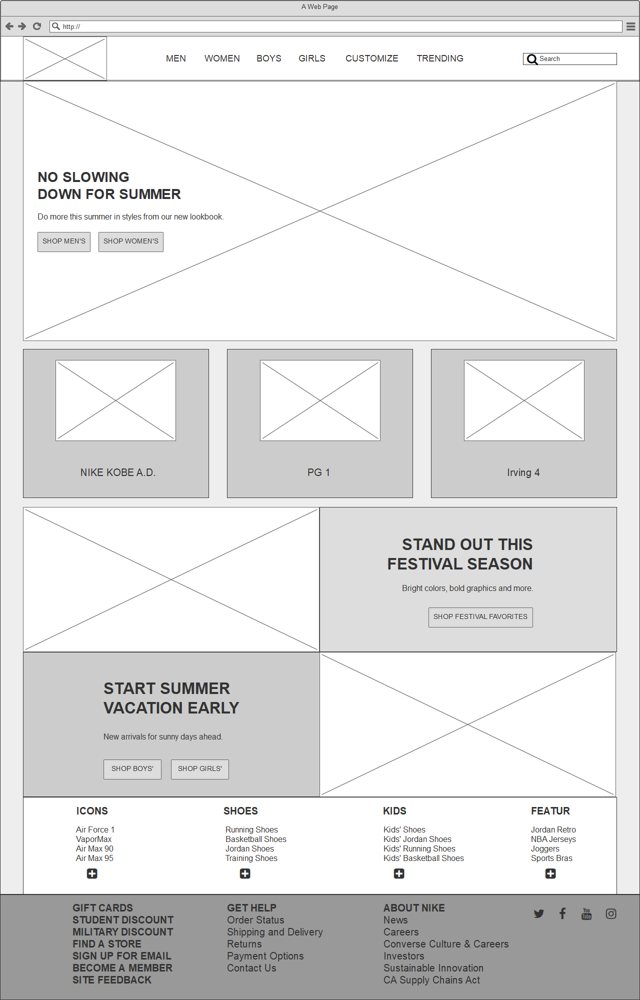 A Web Page
http://
MEN WOMEN BOYS GIRLS CUSTOMIZE TRENDING
Search
NO SLOWING
DOWN FOR SUMMER
Do more this summer in styles from our new lookbook.
SHOP MEN'S SHOP WOMEN'S
NIKE KOBE A.D.
PG 1
Irving 4
STAND OUT THIS
FESTIVAL SEASON
Bright colors, bold graphics and more.
SHOP FESTIVAL FAVORITES
START SUMMER
VACATION EARLY
New arrivals for sunny days ahead.
SHOP BOYS' SHOP GIRLS'
ICONS
Air Force 1
VaporMax
Air Max 90
Air Max 95
SHOES
Running Shoes
Basketball Shoes
Jordan Shoes
Training Shoes
KIDS
Kids' Shoes
Kids' Jordan Shoes
Kids' Running Shoes
Kids' Basketball Shoes
FEATUR
Jordan Retro
NBA Jerseys
Joggers
Sports Bras
GIFT CARDS
STUDENT DISCOUNT
MILITARY DISCOUNT
FIND A STORE
SIGN UP FOR EMAIL
BECOME A MEMBER
SITE FEEDBACK
GET HELP
Order Status
Shipping and Delivery
Returns
Payment Options
Contact Us
ABOUT NIKE
News
Careers
Converse Culture & Careers
Investors
Sustainable Innovation
CA Supply Chains Act
You
Tube